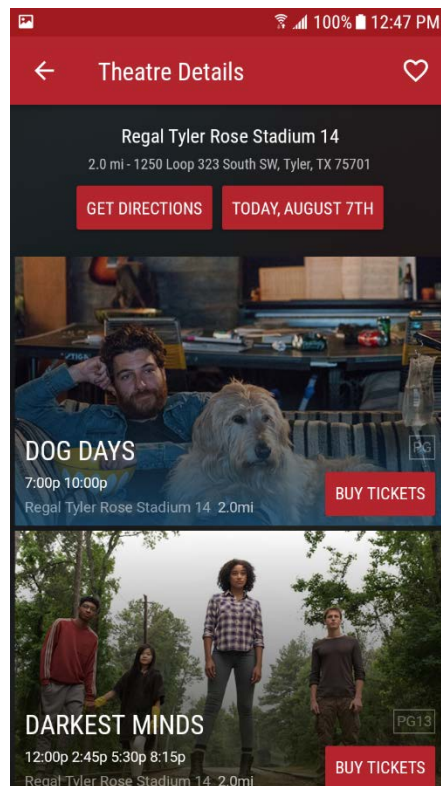 100% 12:47 PM
Theatre Details
Regal Tyler Rose Stadium 14
2.0 mi - 1250 Loop 323 South SW, Tyler, TX 75701
GET DIRECTIONS
TODAY, AUGUST 7TH
DOG DAYS
PG
7:00p 10:00p
Regal Tyler Rose Stadium 14 2.0mi
BUY TICKETS
DARKEST MINDS
PG13
12:00p 2:45p 5:30p 8:15p
Regal Tyler Rose Stadium 14 2.0mi
BUY TICKETS